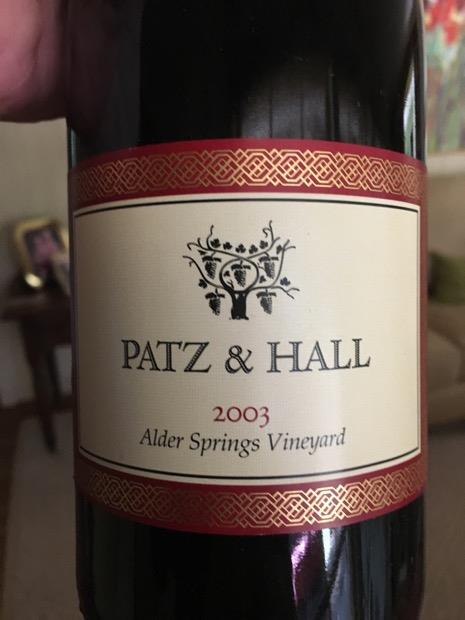 PATZ & HALL
2003
Alder Springs Vineyard